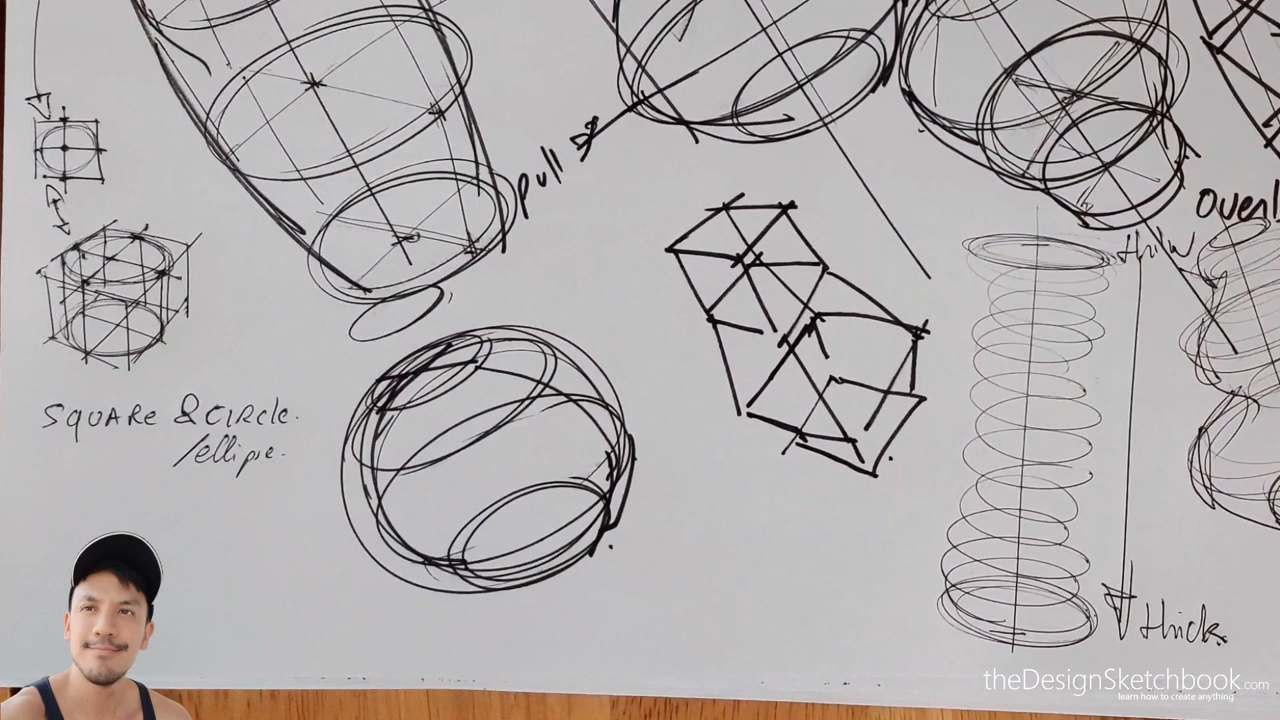 pull
overl
thin
SQUARE & CIRCle.
/ellipse.
thick.
theDesignSketchbook.com
learn how to create anything